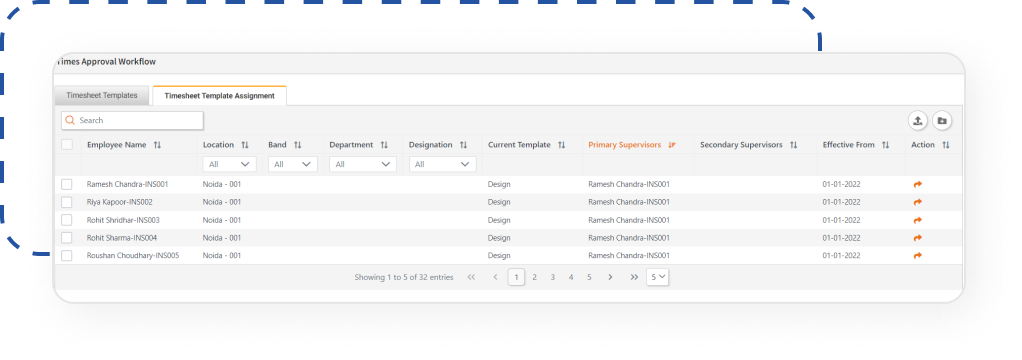 Times Approval Workflow
Timesheet Templates Timesheet Template Assignment
Search
Employee Name Location Band Department Designation Current Template Primary Supervisors Secondary Supervisors Effective From Action
All All All All
Ramesh Chandra-INS001 Noida - 001 Design Ramesh Chandra-INS001 01-01-2022
Riya Kapoor-INS002 Noida - 001 Design Ramesh Chandra-INS001 01-01-2022
Rohit Shridhar-INS003 Noida - 001 Design Ramesh Chandra-INS001 01-01-2022
Rohit Sharma-INS004 Noida - 001 Design Ramesh Chandra-INS001 01-01-2022
Roushan Choudhary-INS005 Noida - 001 Design Ramesh Chandra-INS001 01-01-2022
Showing 1 to 5 of 32 entries << < 1 2 3 4 5 > >> 5